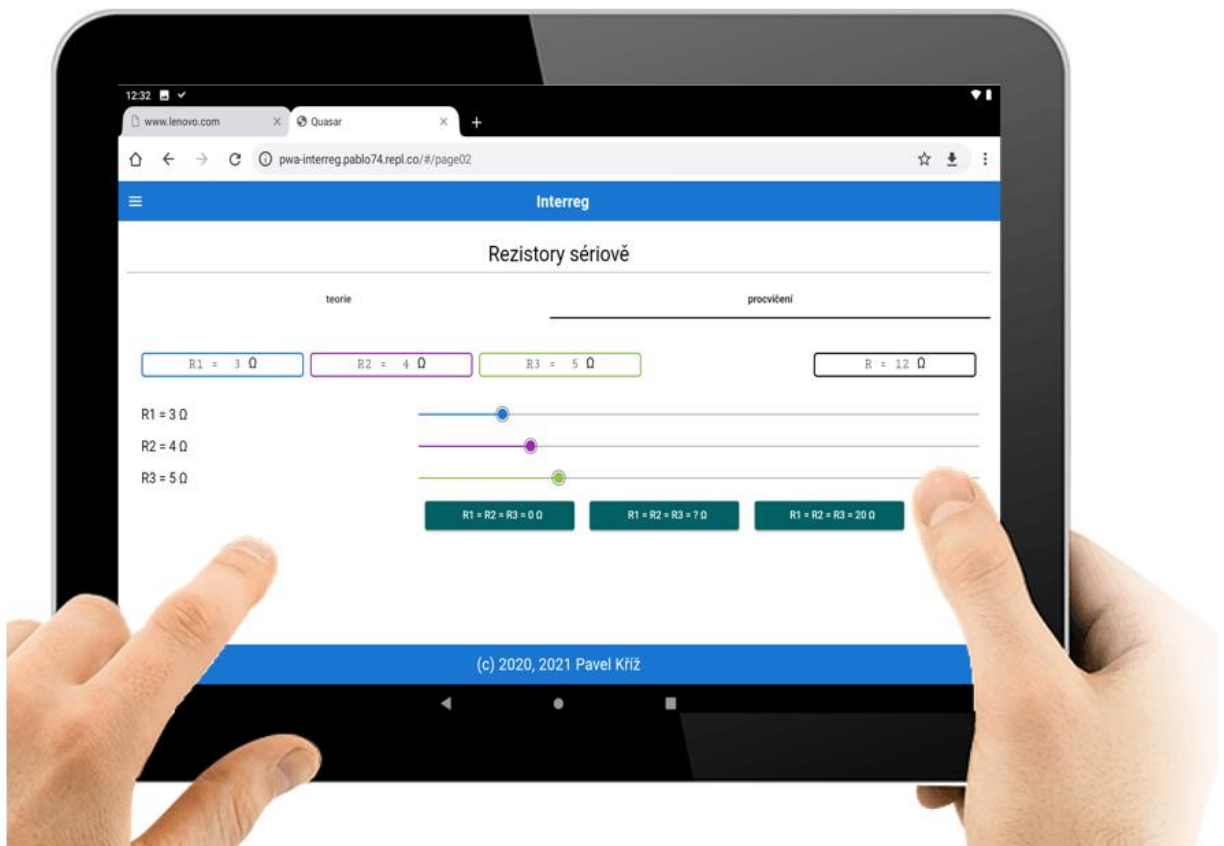 12:32
www.lenovo.com Quasar
pwa-interreg.pablo74.repl.co/#/page02
Interreg
Rezistory sériově
teorie procvičení
R1 = 3 Ω R2 = 4 Ω R3 = 5 Ω R = 12 Ω
R1 = 3 Ω
R2 = 4 Ω
R3 = 5 Ω
R1 = R2 = R3 = 0 Ω R1 = R2 = R3 = ? Ω R1 = R2 = R3 = 20 Ω
(c) 2020, 2021 Pavel Kříž